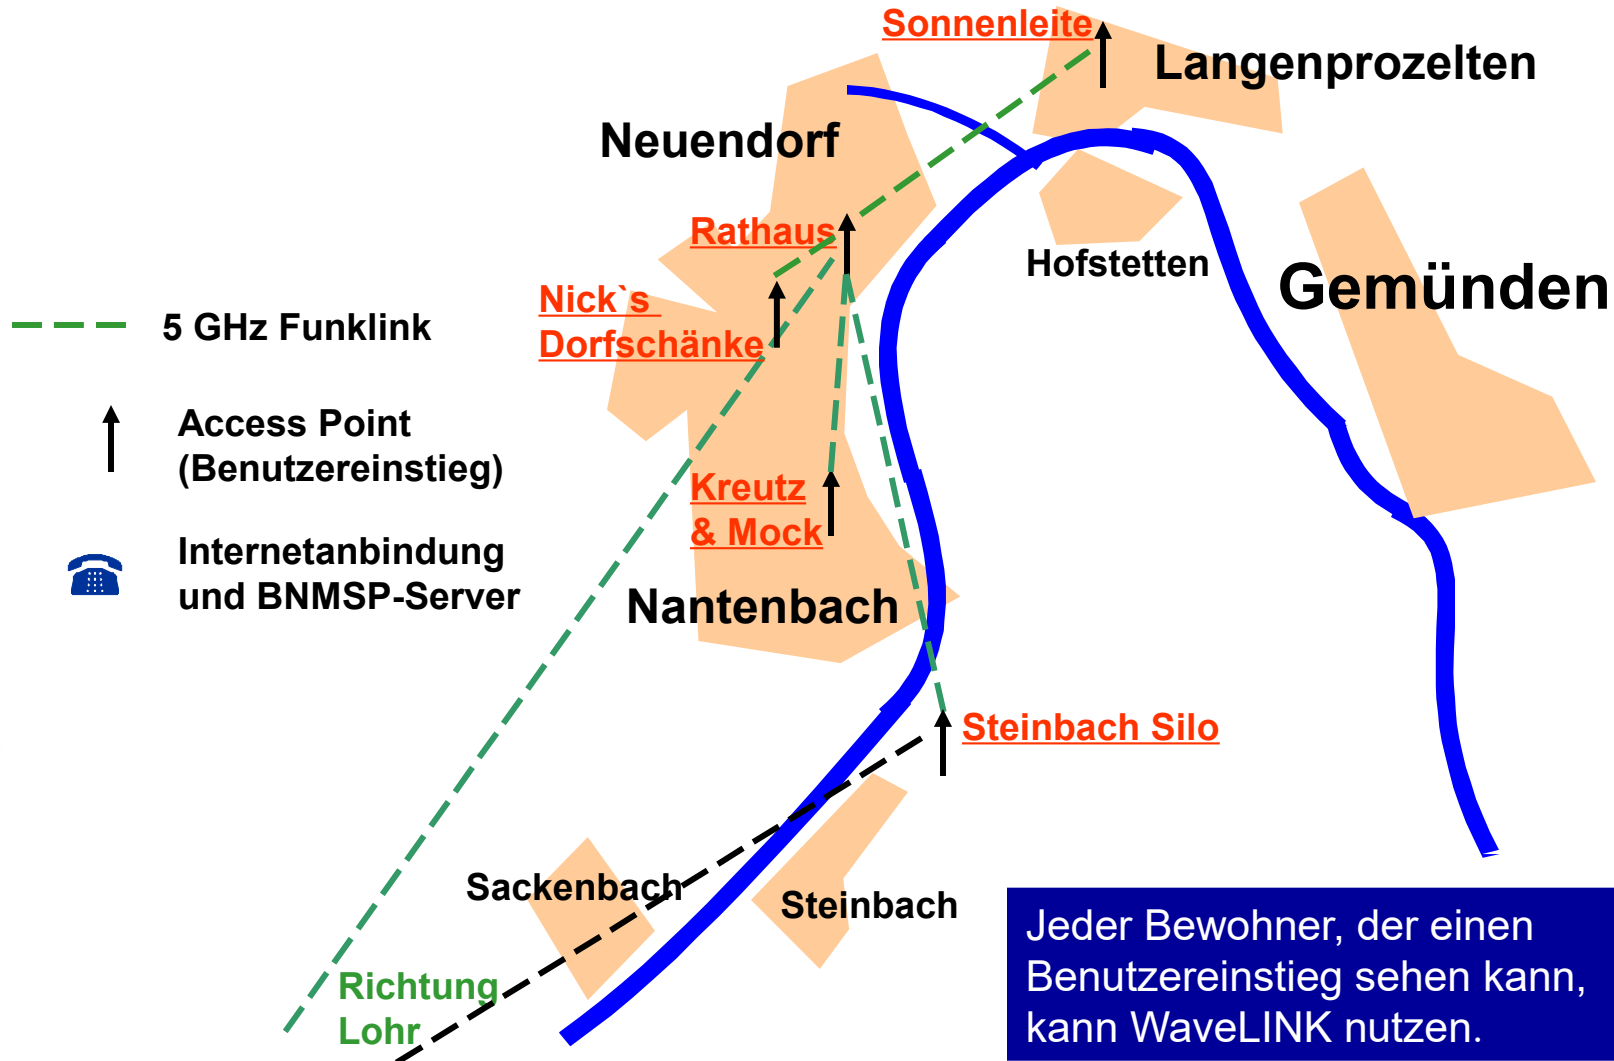 Sonnenleite
Langenprozelten
Neuendorf
Rathaus
Hofstetten
Gemünden
Nick`s
Dorfschänke
5 GHz Funklink
Access Point
(Benutzereinstieg)
Kreutz
& Mock
Internetanbindung
und BNMSP-Server
Nantenbach
Steinbach Silo
Sackenbach
Steinbach
Richtung
Lohr
Jeder Bewohner, der einen
Benutzereinstieg sehen kann,
kann WaveLINK nutzen.